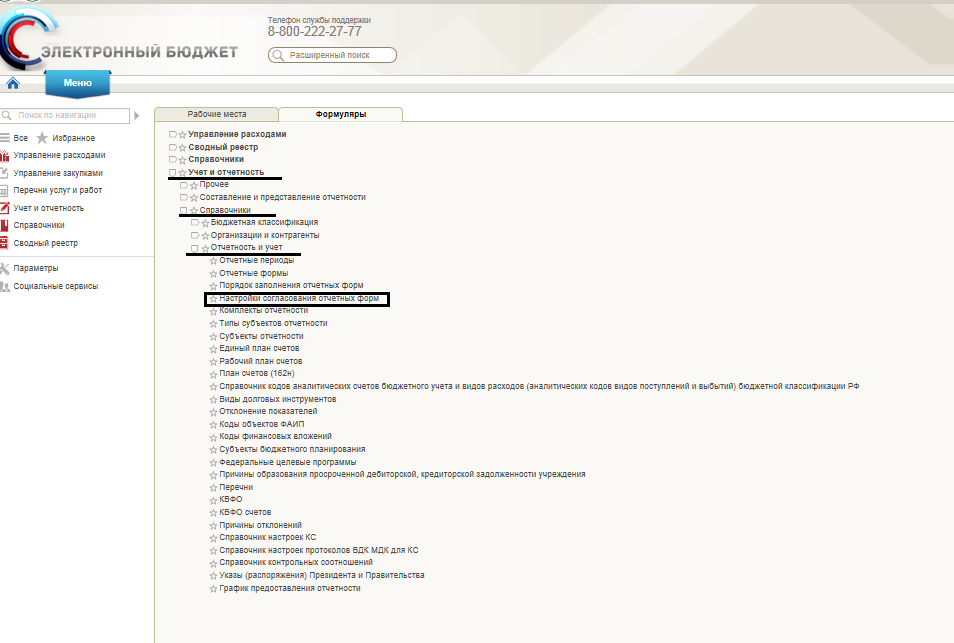 Телефон службы поддержки
8-800-222-27-77
ЭЛЕКТРОННЫЙ БЮДЖЕТ
Расширенный поиск
Меню
Поиск по навигации
Все Избранное
Управление расходами
Управление закупками
Перечни услуг и работ
Учет и отчетность
Справочники
Сводный реестр
Параметры
Социальные сервисы
Рабочие места
Формуляры
Управление расходами
Сводный реестр
Справочники
Учет и отчетность
Прочее
Составление и представление отчетности
Справочники
Бюджетная классификация
Организации и контрагенты
Отчетность и учет
Отчетные периоды
Отчетные формы
Порядок заполнения отчетных форм
Настройки согласования отчетных форм
Комплекты отчетности
Типы субъектов отчетности
Субъекты отчетности
Единый план счетов
Рабочий план счетов
План счетов (162н)
Справочник кодов аналитических счетов бюджетного учета и видов расходов (аналитических кодов видов поступлений и выбытий) бюджетной классификации РФ
Виды долговых инструментов
Отклонение показателей
Коды объектов ФАИП
Коды финансовых вложений
Субъекты бюджетного планирования
Федеральные целевые программы
Причины образования просроченной дебиторской, кредиторской задолженности учреждения
Перечни
КВФО
КВФО счетов
Причины отклонений
Справочник настроек КС
Справочник настроек протоколов ВДК МДК для КС
Справочник контрольных соотношений
Указы (распоряжения) Президента и Правительства
График предоставления отчетности